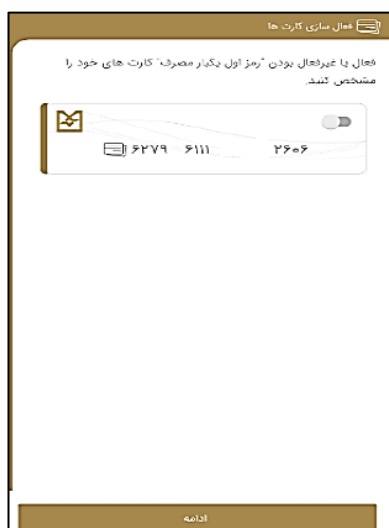 فعال سازی کارت ها
فعال یا غیرفعال بودن "رمز اول یکبار مصرف" کارت های خود را
مشخص کنید.
۶۲۷۹ ۶۱۱۱ ۲۶۰۶
ادامه